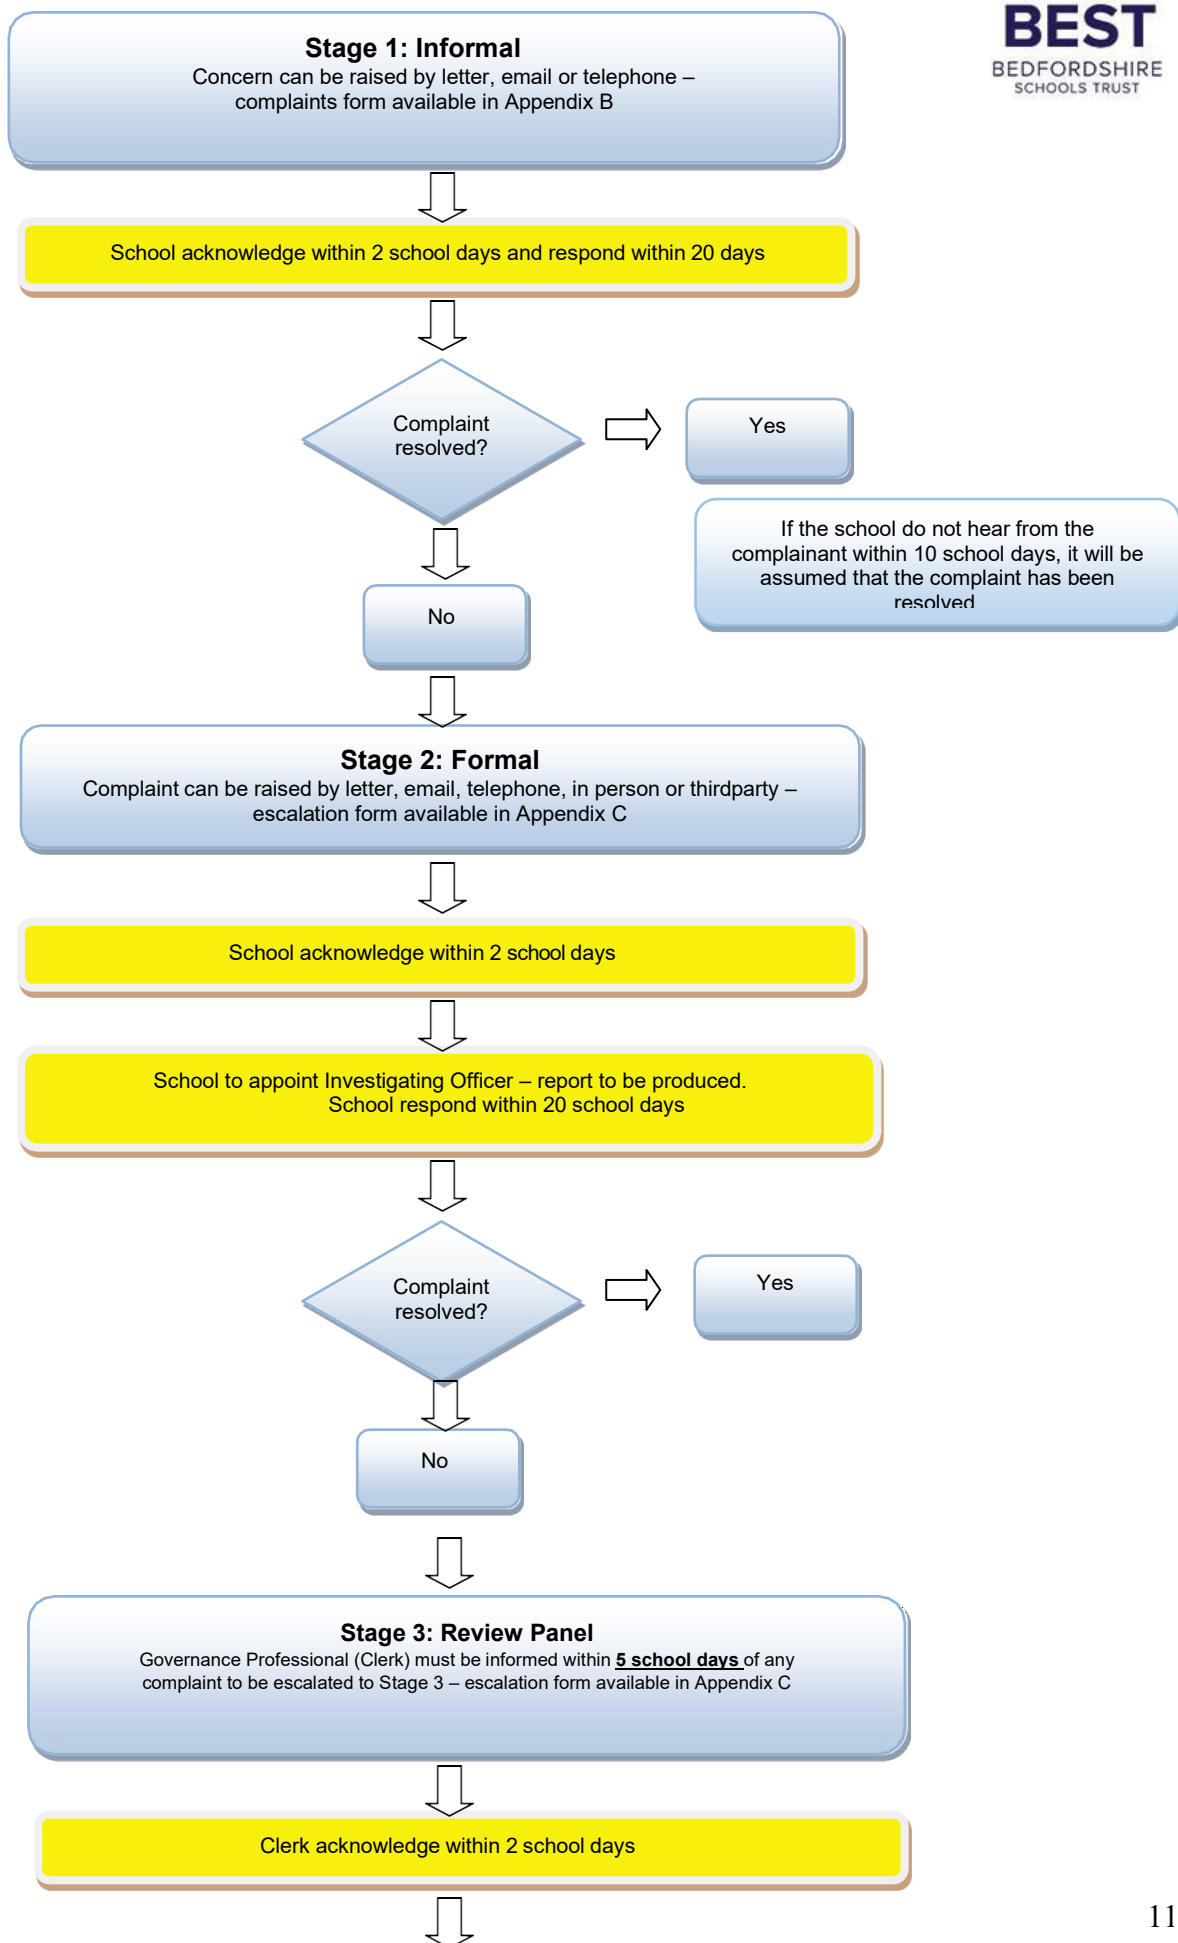 BEST
BEDFORDSHIRE
SCHOOLS TRUST
Stage 1: Informal
Concern can be raised by letter, email or telephone –
complaints form available in Appendix B
School acknowledge within 2 school days and respond within 20 days
Complaint
resolved?
Yes
If the school do not hear from the
complainant within 10 school days, it will be
assumed that the complaint has been
resolved
No
Stage 2: Formal
Complaint can be raised by letter, email, telephone, in person or thirdparty –
escalation form available in Appendix C
School acknowledge within 2 school days
School to appoint Investigating Officer – report to be produced.
School respond within 20 school days
Complaint
resolved?
Yes
No
Stage 3: Review Panel
Governance Professional (Clerk) must be informed within 5 school days of any
complaint to be escalated to Stage 3 – escalation form available in Appendix C
Clerk acknowledge within 2 school days
11